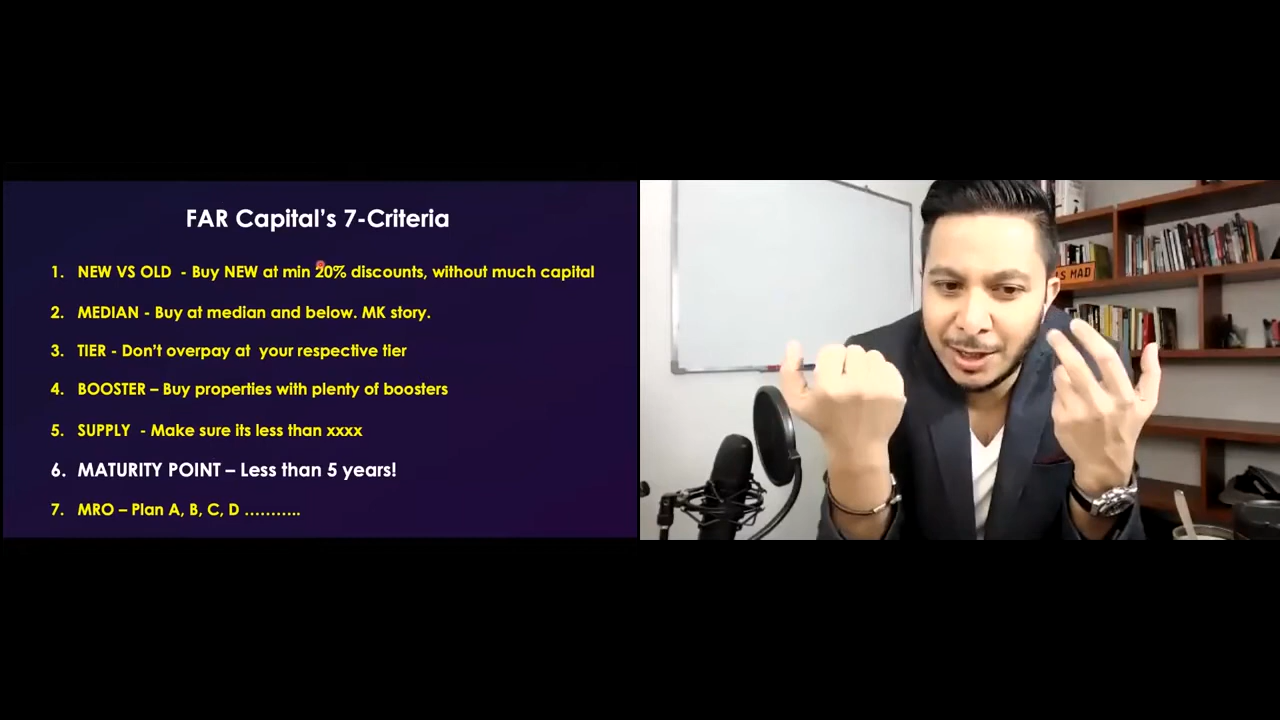 FAR Capital's 7-Criteria
1. NEW VS OLD - Buy NEW at min 20% discounts, without much capital
2. MEDIAN - Buy at median and below. MK story.
3. TIER - Don't overpay at your respective tier
4. BOOSTER – Buy properties with plenty of boosters
5. SUPPLY - Make sure its less than xxxx
6. MATURITY POINT – Less than 5 years!
7. MRO – Plan A, B, C, D ………..
MAD